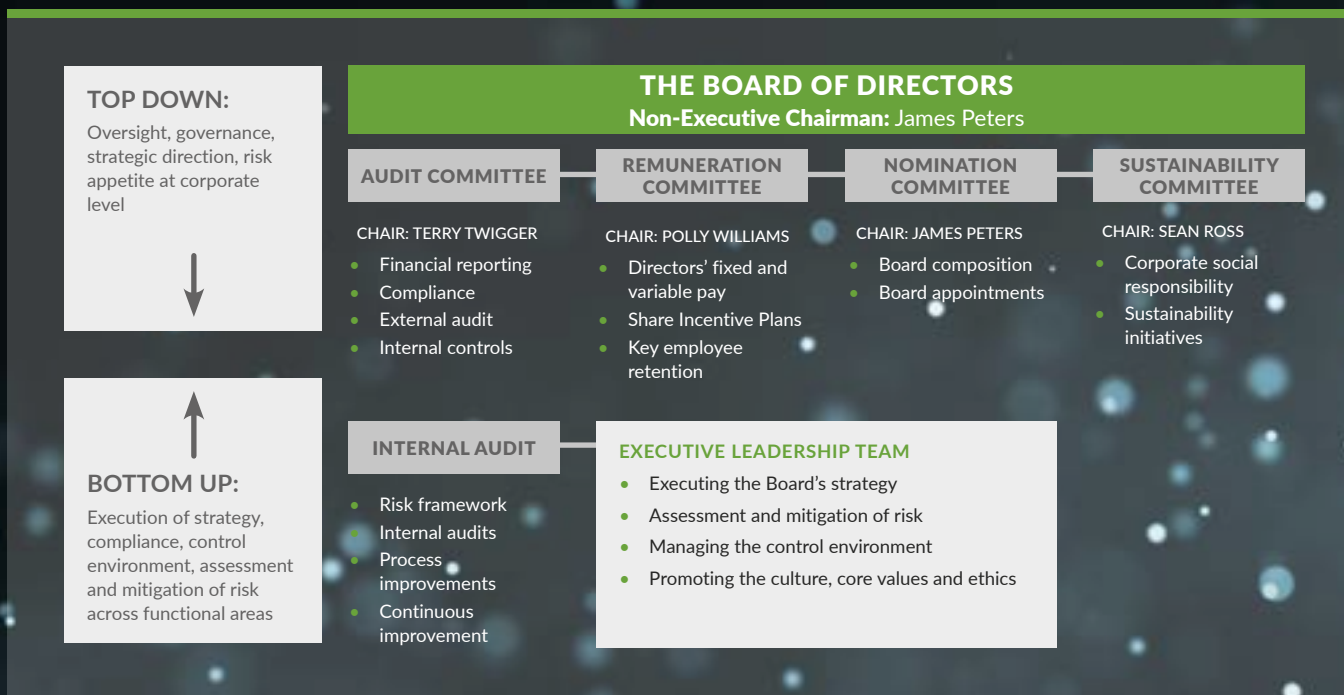 TOP DOWN:
Oversight, governance,
strategic direction, risk
appetite at corporate
level
THE BOARD OF DIRECTORS
Non-Executive Chairman: James Peters
AUDIT COMMITTEE
CHAIR: TERRY TWIGGER
• Financial reporting
• Compliance
• External audit
• Internal controls
REMUNERATION
COMMITTEE
CHAIR: POLLY WILLIAMS
• Directors’ fixed and
variable pay
• Share Incentive Plans
• Key employee
retention
NOMINATION
COMMITTEE
CHAIR: JAMES PETERS
• Board composition
• Board appointments
SUSTAINABILITY
COMMITTEE
CHAIR: SEAN ROSS
• Corporate social
responsibility
• Sustainability
initiatives
BOTTOM UP:
Execution of strategy,
compliance, control
environment, assessment
and mitigation of risk
across functional areas
INTERNAL AUDIT
• Risk framework
• Internal audits
• Process
improvements
• Continuous
improvement
EXECUTIVE LEADERSHIP TEAM
• Executing the Board’s strategy
• Assessment and mitigation of risk
• Managing the control environment
• Promoting the culture, core values and ethics